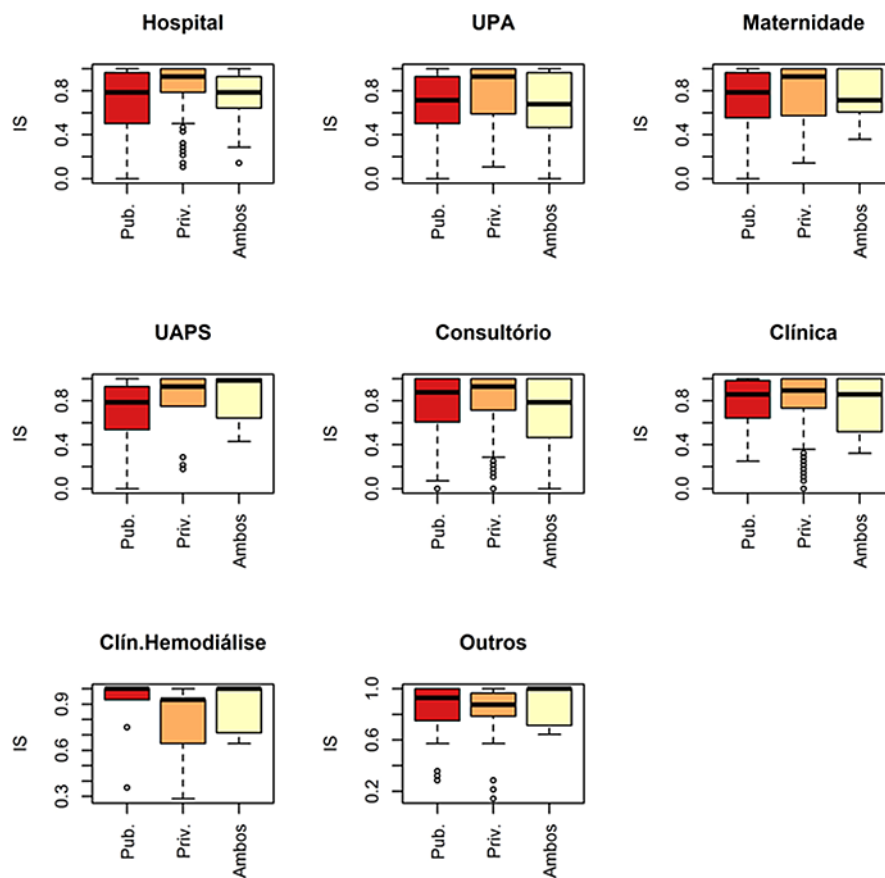 Hospital
IS
0.8
0.4
0.0
Pub.
Priv.
Ambos
UPA
IS
0.8
0.4
0.0
Pub.
Priv.
Ambos
Maternidade
IS
0.8
0.4
0.0
Pub.
Priv.
Ambos
UAPS
IS
0.8
0.4
0.0
Pub.
Priv.
Ambos
Consultório
IS
0.8
0.4
0.0
Pub.
Priv.
Ambos
Clínica
IS
0.8
0.4
0.0
Pub.
Priv.
Ambos
Clín.Hemodiálise
IS
0.9
0.6
0.3
Pub.
Priv.
Ambos
Outros
IS
1.0
0.6
0.2
Pub.
Priv.
Ambos